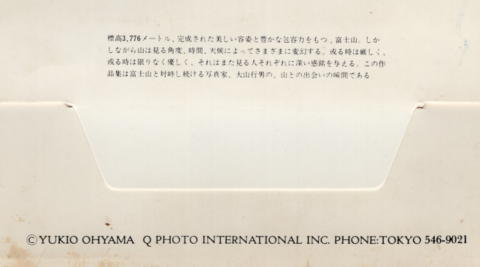 標高3,776メートル、完成された美しい容姿と豊かな包容力をもつ、富士山。しか
しながら山は見る角度、時間、天候によってさまざまに変幻する。或る時は厳しく、
或る時は限りなく優しく、それはまた見る人それぞれに深い感銘を与える。この作
品集は富士山と対峙し続ける写真家、大山行男の、山との出会いの瞬間である
©YUKIO OHYAMA Q PHOTO INTERNATIONAL INC. PHONE:TOKYO 546-9021